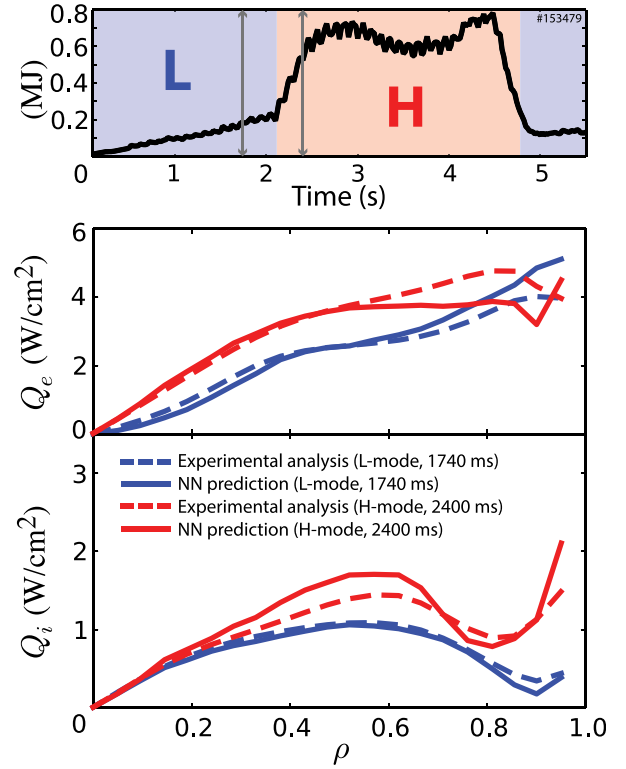 0.8
#153479
0.6
(MJ)
L
H
0.4
0.2
1
2
3
4
5
Time (s)
6
4
Q_e (W/cm²)
2
0
3
Experimental analysis (L-mode, 1740 ms)
NN prediction (L-mode, 1740 ms)
Experimental analysis (H-mode, 2400 ms)
NN prediction (H-mode, 2400 ms)
2
Q_i (W/cm²)
1
0
0.2
0.4
0.6
0.8
1.0
ρ